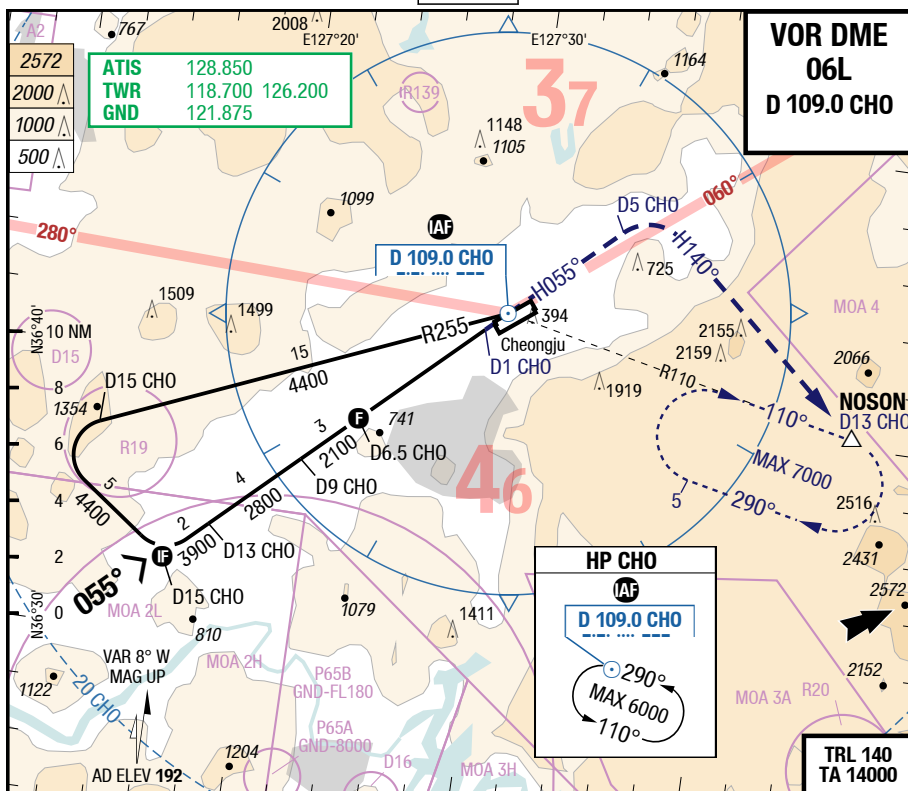 A2
767
2008
E127°20'
E127°30'
VOR DME
06L
D 109.0 CHO
2572
2000
1000
500
ATIS 128.850
TWR 118.700 126.200
GND 121.875
IR139
37
1164
1148
1105
1099
060°
D5 CHO
IAF
D 109.0 CHO
280°
H055°
H140°
725
MOA 4
N36°40'
1509
1499
10 NM
D15
R255
394
Cheongju
D1 CHO
2155
2159
2066
15
4400
R110
1919
8
D15 CHO
1354
NOSON
D13 CHO
110°
3
F
741
6
R19
2100
D6.5 CHO
MAX 7000
5
4400
4
2800
D9 CHO
46
5
290°
2516
4
2
3900
D13 CHO
2431
2
IF
055°
D15 CHO
HP CHO
IAF
D 109.0 CHO
290°
MAX 6000
110°
2572
0
N36°30'
MOA 2L
810
1079
1411
VAR 8° W
MAG UP
MOA 2H
P65B
GND-FL180
2152
1122
20 CHO
P65A
GND-8000
MOA 3A
R20
1204
D16
MOA 3H
AD ELEV 192
TRL 140
TA 14000